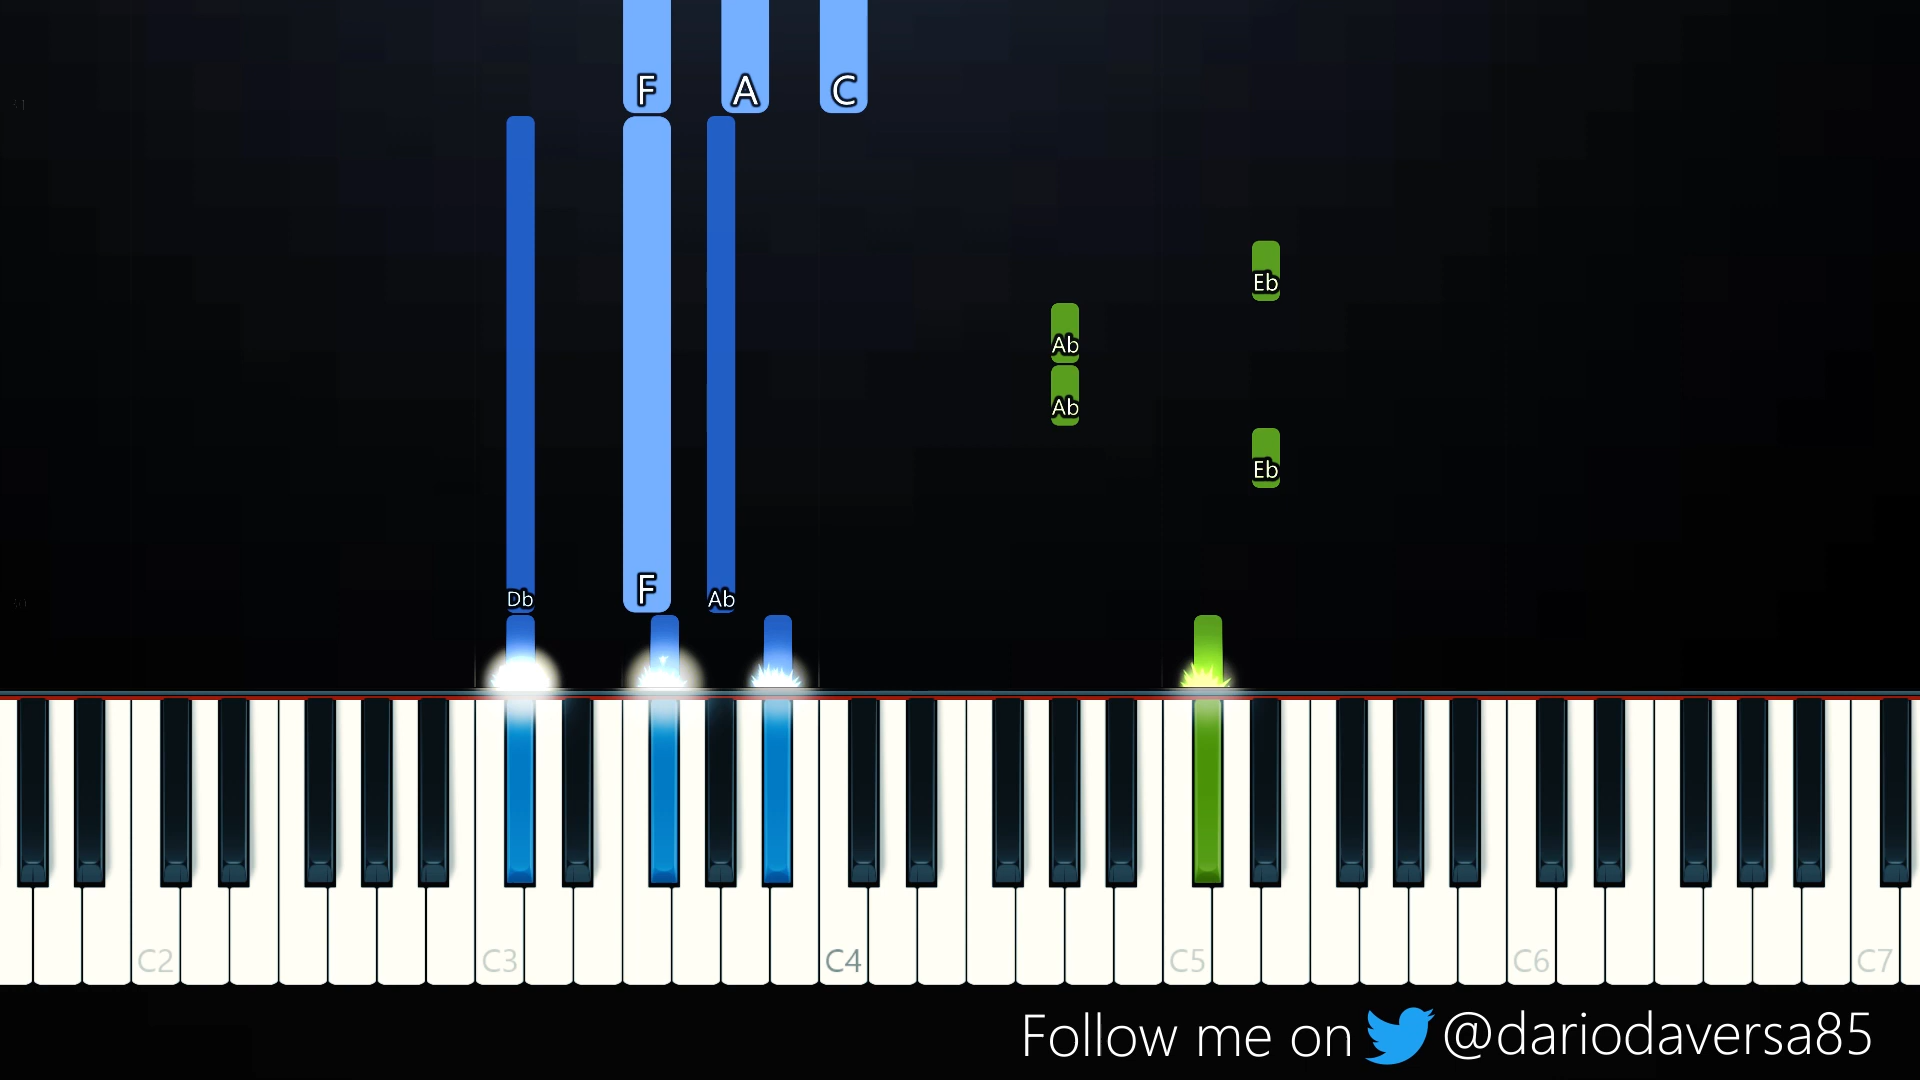 F A C
Eb
Ab
Ab
Eb
Db F Ab
C2 C3 C4 C5 C6 C7
Follow me on @dariodaversa85